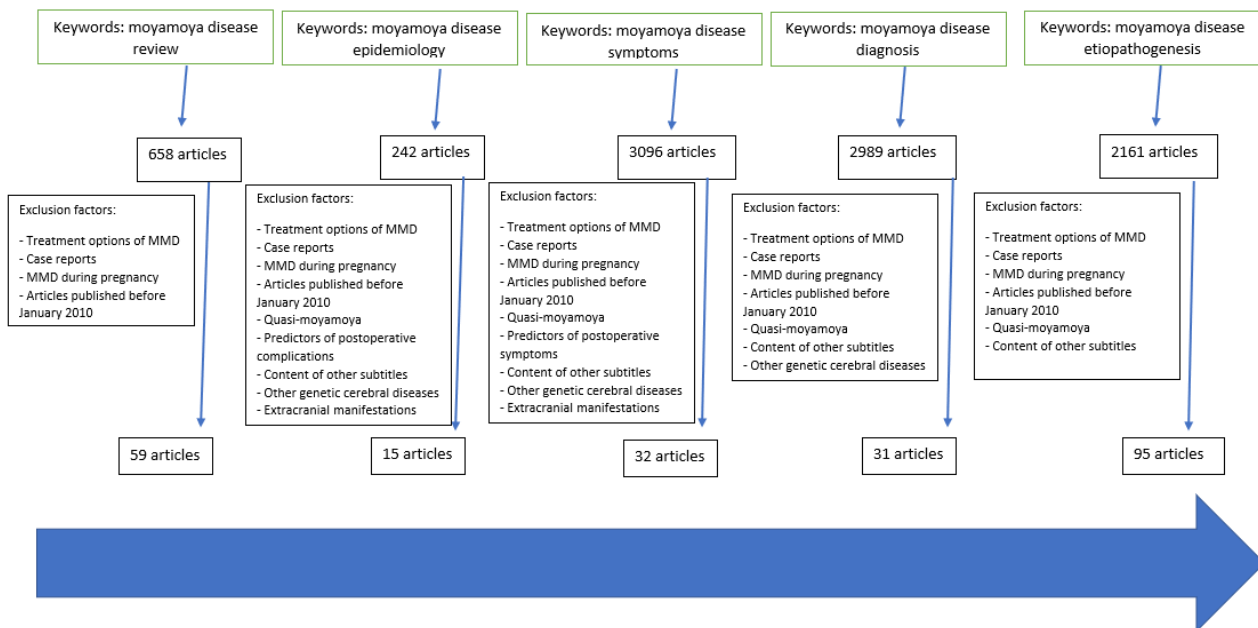 Keywords: moyamoya disease
review
Keywords: moyamoya disease
epidemiology
Keywords: moyamoya disease
symptoms
Keywords: moyamoya disease
diagnosis
Keywords: moyamoya disease
etiopathogenesis
658 articles
242 articles
3096 articles
2989 articles
2161 articles
Exclusion factors:
- Treatment options of MMD
- Case reports
- MMD during pregnancy
- Articles published before
January 2010
Exclusion factors:
- Treatment options of MMD
- Case reports
- MMD during pregnancy
- Articles published before
January 2010
- Quasi-moyamoya
- Predictors of postoperative
complications
- Content of other subtitles
- Other genetic cerebral diseases
- Extracranial manifestations
Exclusion factors:
- Treatment options of MMD
- Case reports
- MMD during pregnancy
- Articles published before
January 2010
- Quasi-moyamoya
- Predictors of postoperative
symptoms
- Content of other subtitles
- Other genetic cerebral diseases
- Extracranial manifestations
Exclusion factors:
- Treatment options of MMD
- Case reports
- MMD during pregnancy
- Articles published before
January 2010
- Quasi-moyamoya
- Content of other subtitles
- Other genetic cerebral diseases
Exclusion factors:
- Treatment options of MMD
- Case reports
- MMD during pregnancy
- Articles published before
January 2010
- Quasi-moyamoya
- Content of other subtitles
59 articles
15 articles
32 articles
31 articles
95 articles